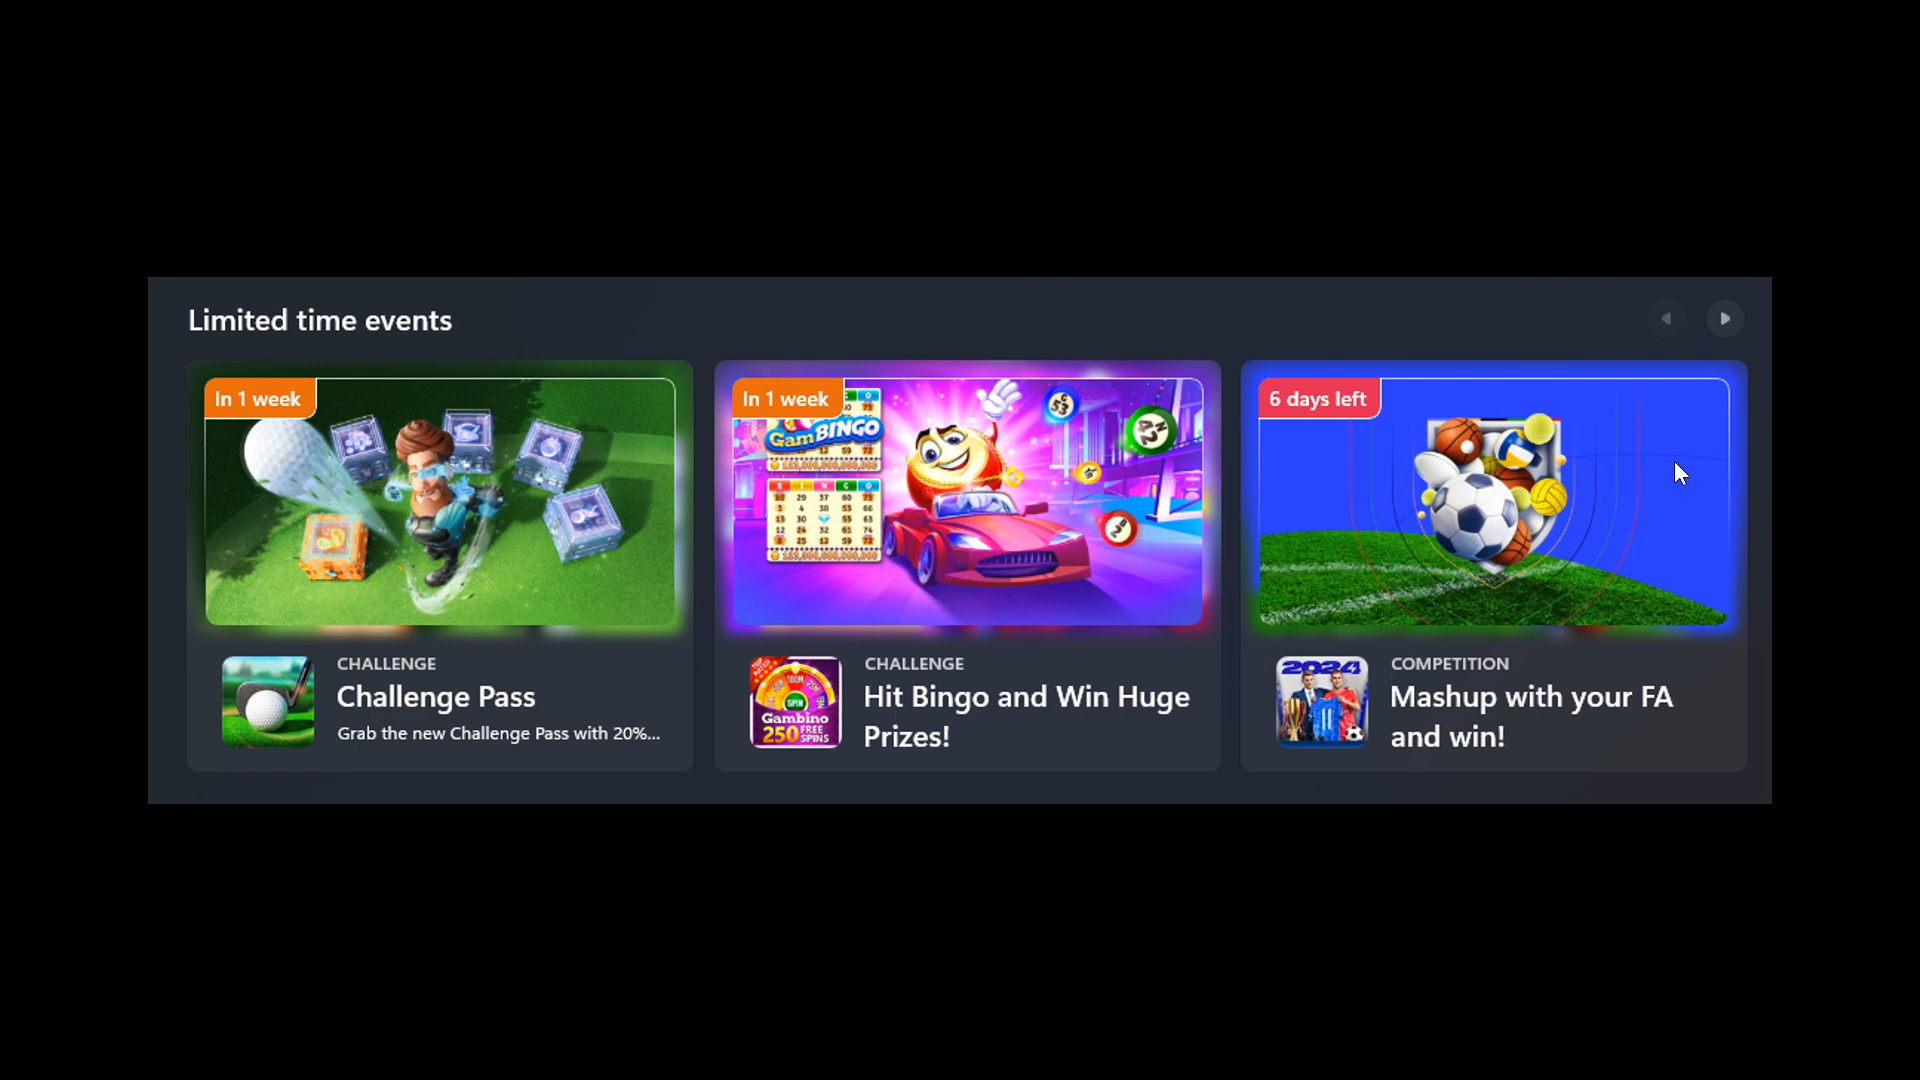 Limited time events
In 1 week
CHALLENGE
Challenge Pass
Grab the new Challenge Pass with 20%...
In 1 week
GamBINGO
CHALLENGE
Hit Bingo and Win Huge
Prizes!
SPIN
Gambino
250 FREE
SPINS
6 days left
2024
COMPETITION
Mashup with your FA
and win!